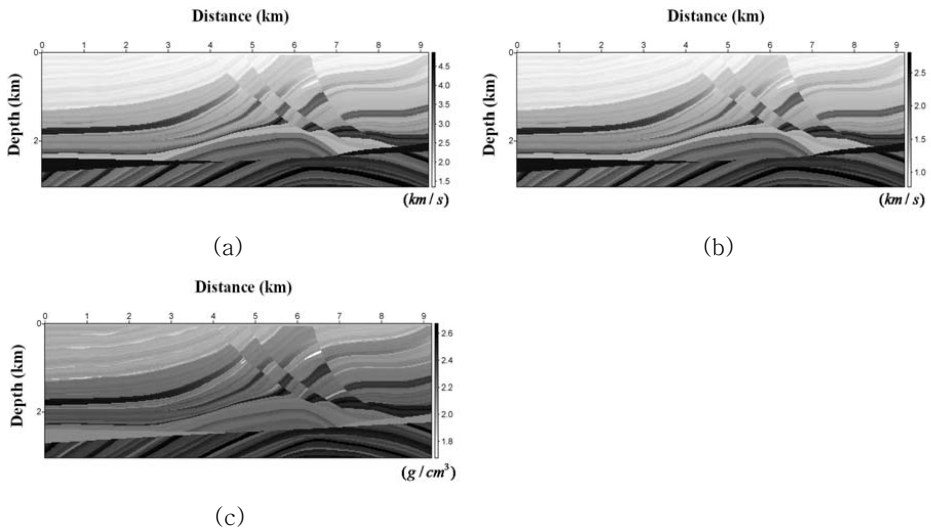 Distance (km)
0 1 2 3 4 5 6 7 8 9
0
2
Depth (km)
4.5
4.0
3.5
3.0
2.5
2.0
1.5
(km / s)
(a)
Distance (km)
0 1 2 3 4 5 6 7 8 9
0
2
Depth (km)
2.5
2.0
1.5
1.0
(km / s)
(b)
Distance (km)
0 1 2 3 4 5 6 7 8 9
0
2
Depth (km)
2.6
2.4
2.2
2.0
1.8
(g / cm³)
(c)